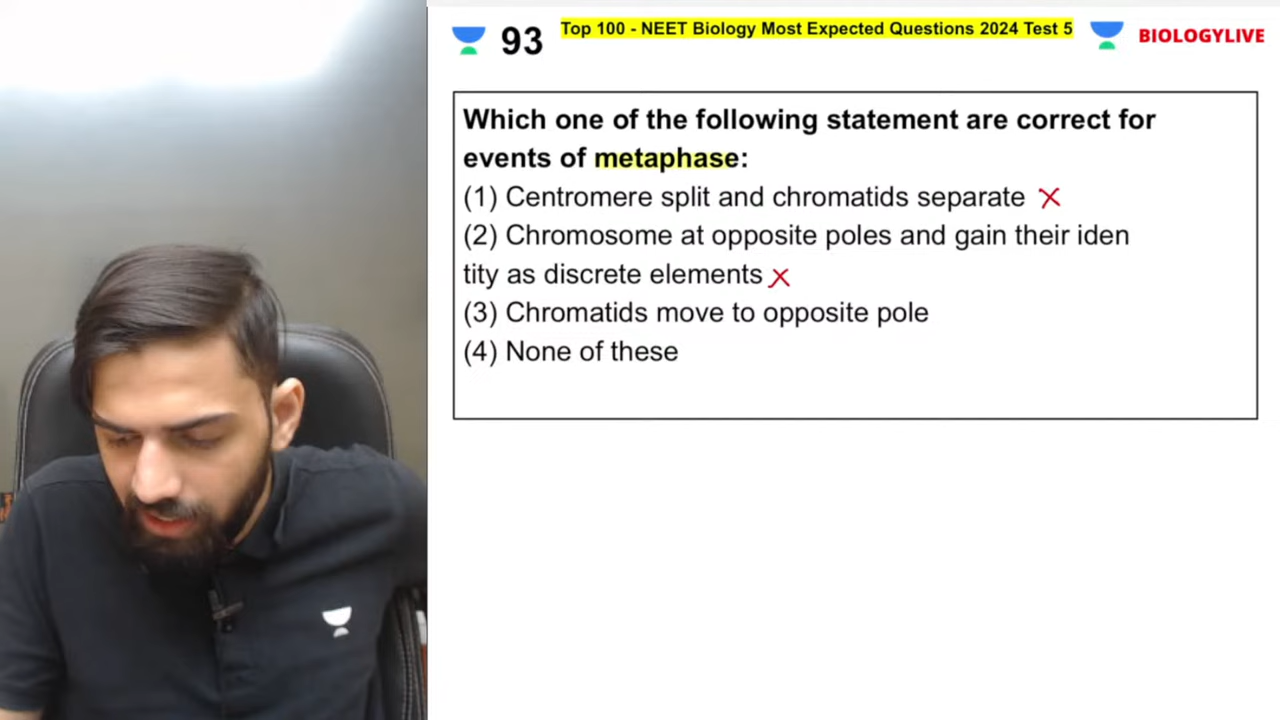 93
Top 100 - NEET Biology Most Expected Questions 2024 Test 5
BIOLOGYLIVE
Which one of the following statement are correct for
events of metaphase:
(1) Centromere split and chromatids separate
(2) Chromosome at opposite poles and gain their iden
tity as discrete elements
(3) Chromatids move to opposite pole
(4) None of these